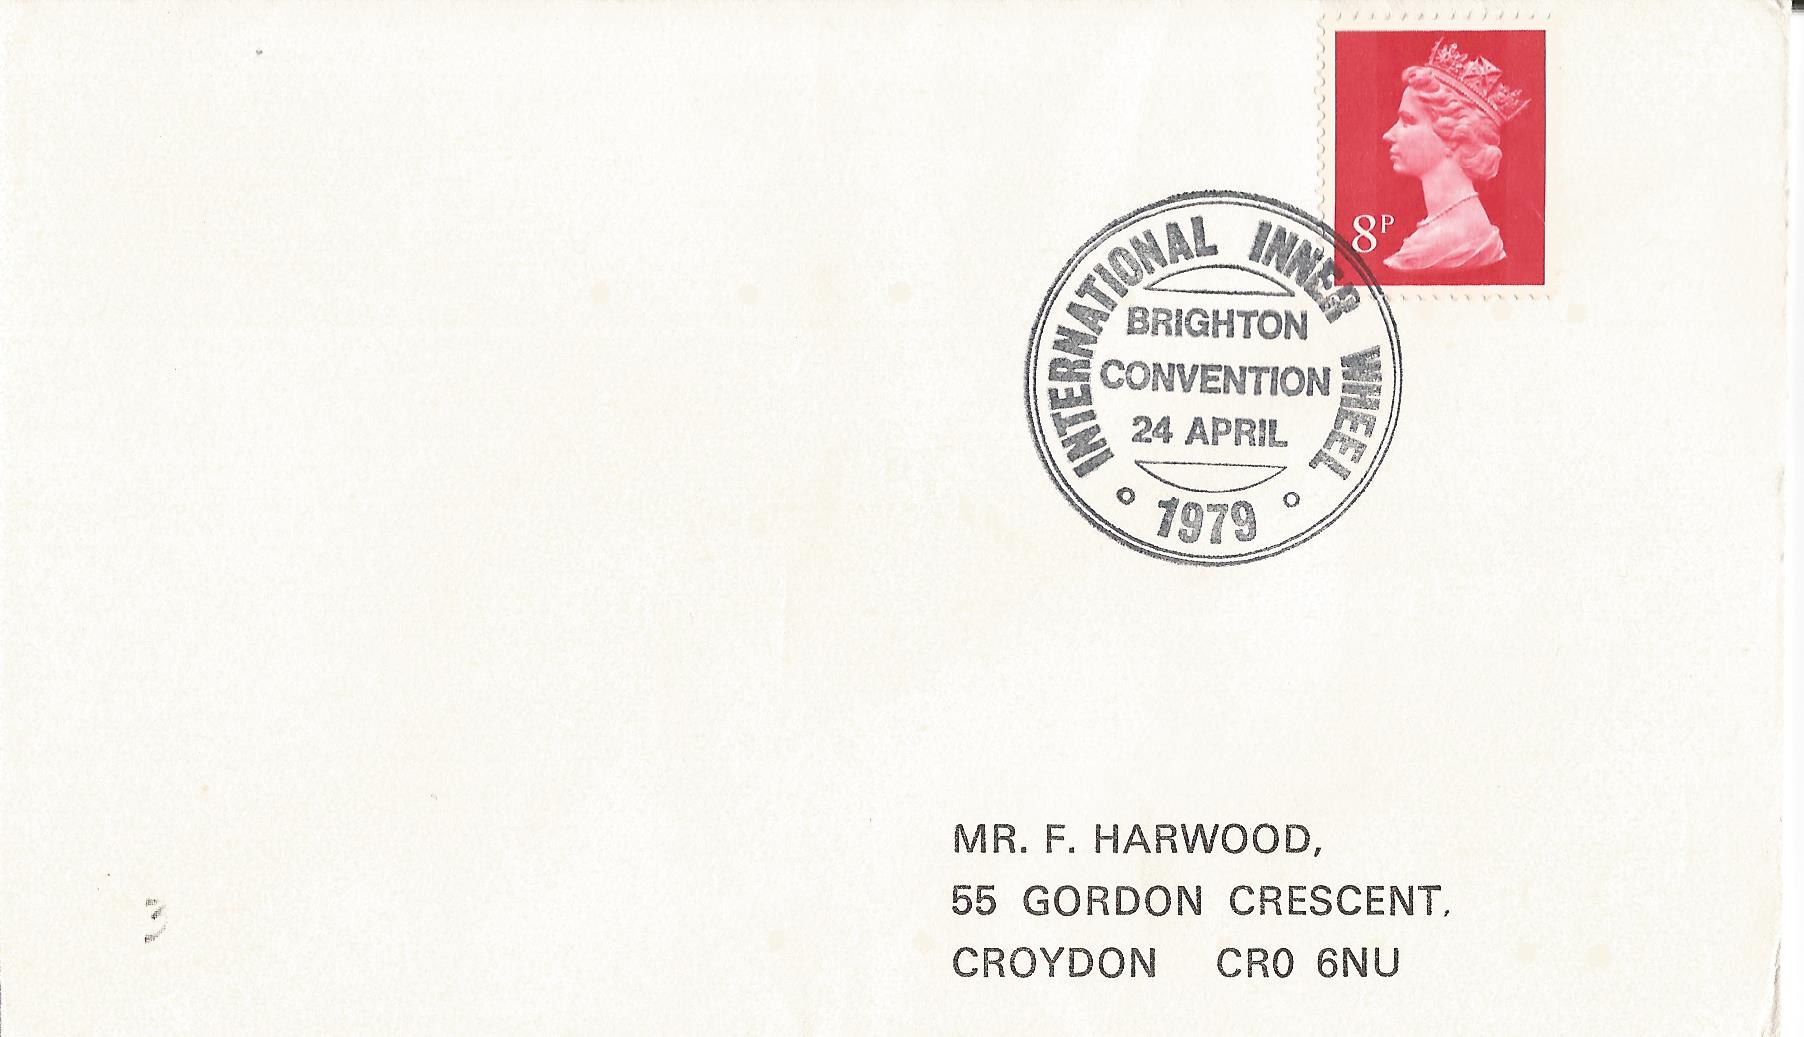 8P
INTERNATIONAL INNER WHEEL
BRIGHTON
CONVENTION
24 APRIL
1979
MR. F. HARWOOD,
55 GORDON CRESCENT,
CROYDON CR0 6NU